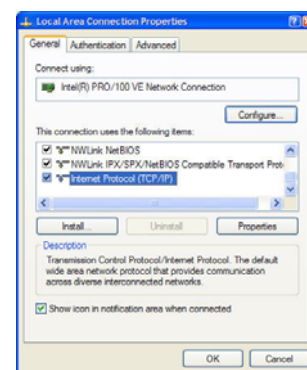 Local Area Connection Properties
General Authentication Advanced
Connect using:
Intel(R) PRO/100 VE Network Connection
Configure...
This connection uses the following items:
NWLink NetBIOS
NWLink IPX/SPX/NetBIOS Compatible Transport Prot
Internet Protocol (TCP/IP)
Install... Uninstall Properties
Description
Transmission Control Protocol/Internet Protocol. The default
wide area network protocol that provides communication
across diverse interconnected networks.
Show icon in notification area when connected
OK Cancel